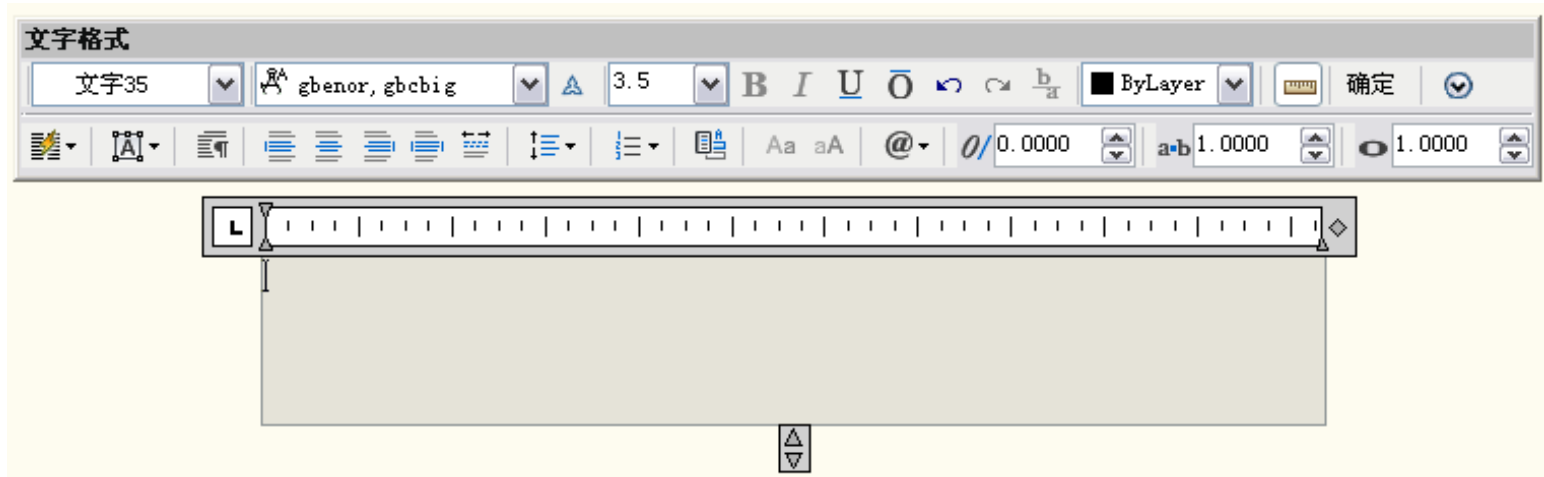 文字格式
文字35 gbenor, gbcbig 3.5 B I U O b/a ByLayer 确定
A Aa aA @ 0/ 0.0000 a•b 1.0000 O 1.0000
L